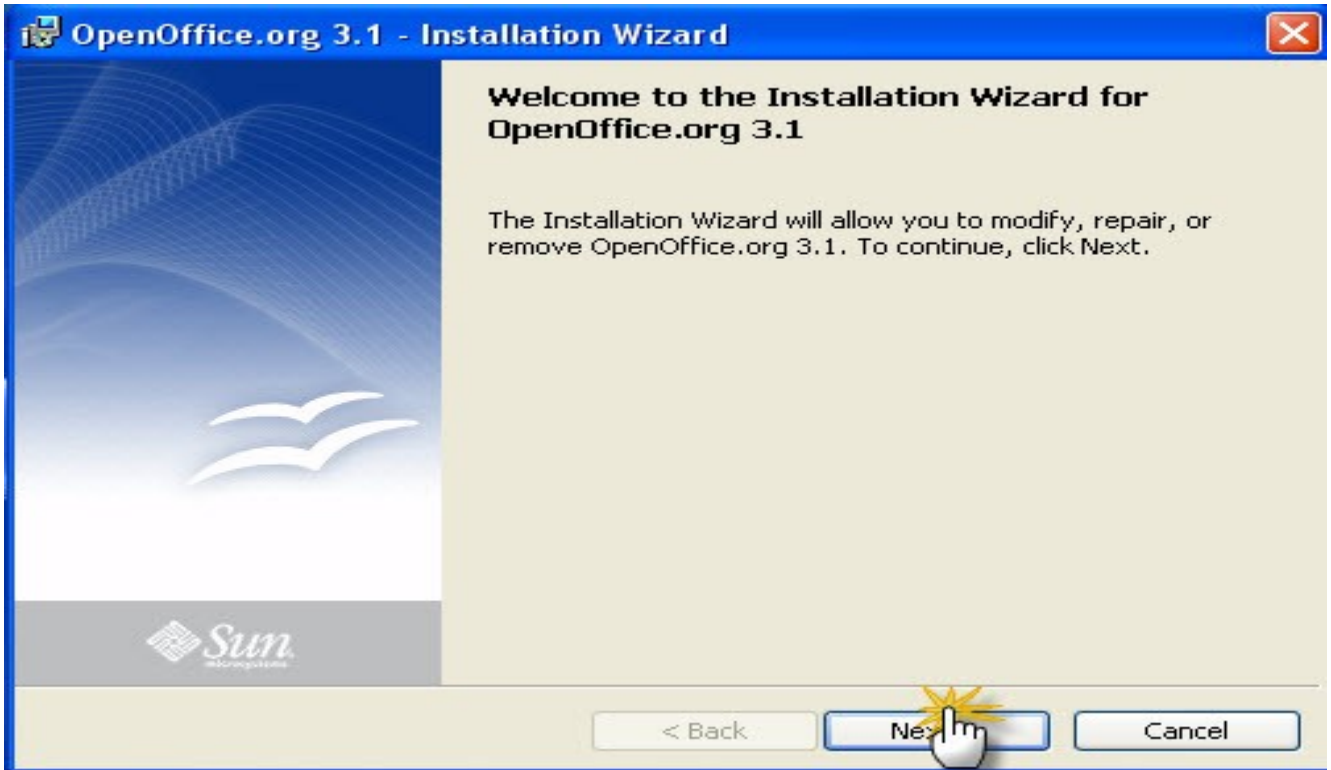 OpenOffice.org 3.1 - Installation Wizard
Welcome to the Installation Wizard for
OpenOffice.org 3.1
The Installation Wizard will allow you to modify, repair, or
remove OpenOffice.org 3.1. To continue, click Next.
Sun
microsystems
< Back
Cancel